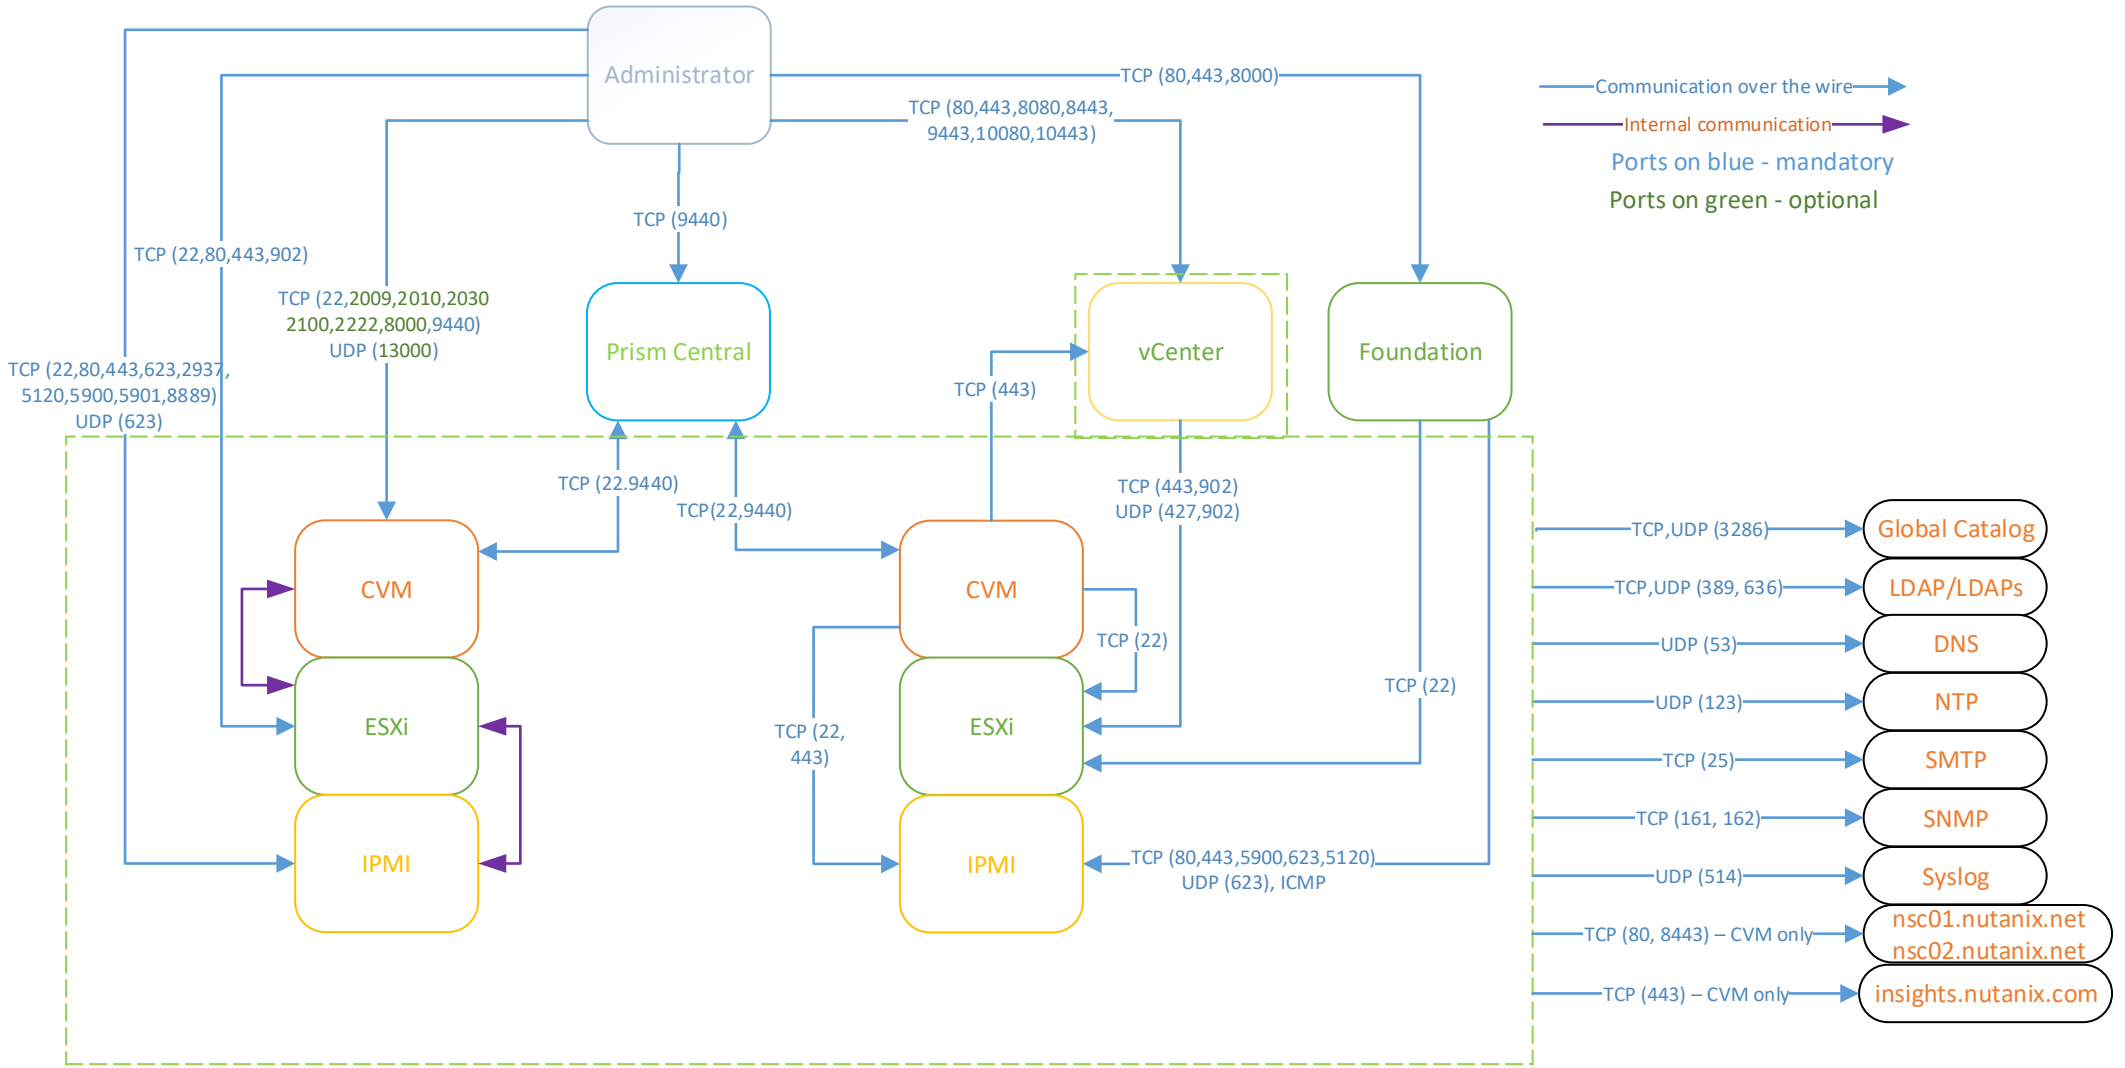 Administrator
TCP (80,443,8000)
TCP (80,443,8080,8443,
9443,10080,10443)
Communication over the wire
Internal communication
Ports on blue - mandatory
Ports on green - optional
TCP (9440)
TCP (22,80,443,902)
TCP (22,2009,2010,2030
2100,2222,8000,9440)
UDP (13000)
TCP (22,80,443,623,2937,
5120,5900,5901,8889)
UDP (623)
Prism Central
vCenter
Foundation
TCP (443)
TCP (22.9440)
TCP(22,9440)
TCP (443,902)
UDP (427,902)
CVM
CVM
TCP (22)
TCP (22)
ESXi
ESXi
TCP (22,
443)
IPMI
IPMI
TCP (80,443,5900,623,5120)
UDP (623), ICMP
TCP,UDP (3286)
Global Catalog
TCP,UDP (389, 636)
LDAP/LDAPs
UDP (53)
DNS
UDP (123)
NTP
TCP (25)
SMTP
TCP (161, 162)
SNMP
UDP (514)
Syslog
TCP (80, 8443) – CVM only
nsc01.nutanix.net
nsc02.nutanix.net
TCP (443) – CVM only
insights.nutanix.com